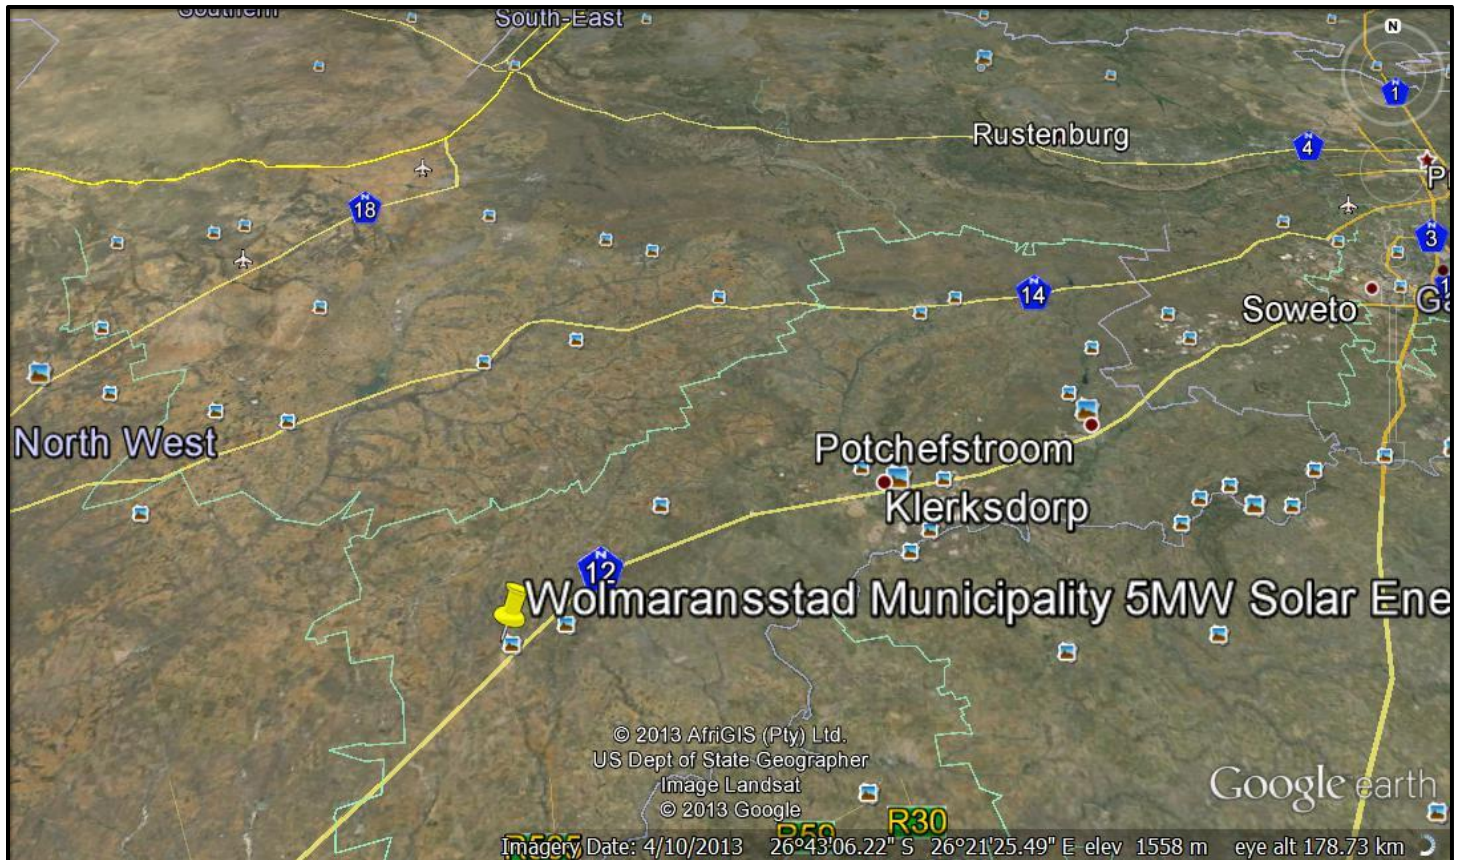 Southern
South-East
N
N
1
Rustenburg
N
4
N
18
N
3
N
14
Soweto
North West
Potchefstroom
Klerksdorp
N
12
Wolmaransstad Municipality 5MW Solar Ene
© 2013 AfriGIS (Pty) Ltd.
US Dept of State Geographer
Image Landsat
© 2013 Google
Google earth
R59
R30
Imagery Date: 4/10/2013 26°43'06.22" S 26°21'25.49" E elev 1558 m eye alt 178.73 km